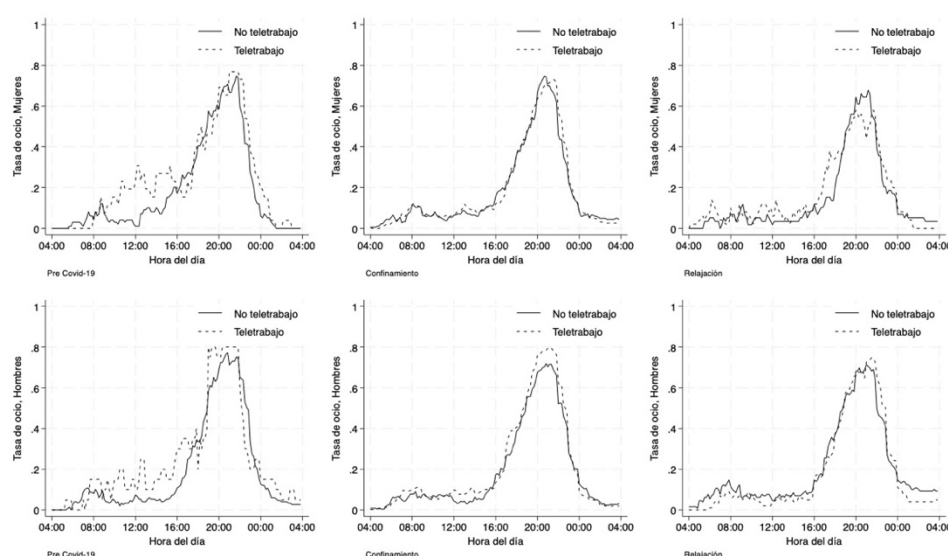 Tasa de ocio, Mujeres
1
.8
.6
.4
.2
0
No teletrabajo
Teletrabajo
04:00 08:00 12:00 16:00 20:00 00:00 04:00
Hora del día
Pre Covid-19
Tasa de ocio, Mujeres
1
.8
.6
.4
.2
0
No teletrabajo
Teletrabajo
04:00 08:00 12:00 16:00 20:00 00:00 04:00
Hora del día
Confinamiento
Tasa de ocio, Mujeres
1
.8
.6
.4
.2
0
No teletrabajo
Teletrabajo
04:00 08:00 12:00 16:00 20:00 00:00 04:00
Hora del día
Relajación
Tasa de ocio, Hombres
1
.8
.6
.4
.2
0
No teletrabajo
Teletrabajo
04:00 08:00 12:00 16:00 20:00 00:00 04:00
Hora del día
Pre Covid-19
Tasa de ocio, Hombres
1
.8
.6
.4
.2
0
No teletrabajo
Teletrabajo
04:00 08:00 12:00 16:00 20:00 00:00 04:00
Hora del día
Confinamiento
Tasa de ocio, Hombres
1
.8
.6
.4
.2
0
No teletrabajo
Teletrabajo
04:00 08:00 12:00 16:00 20:00 00:00 04:00
Hora del día
Relajación